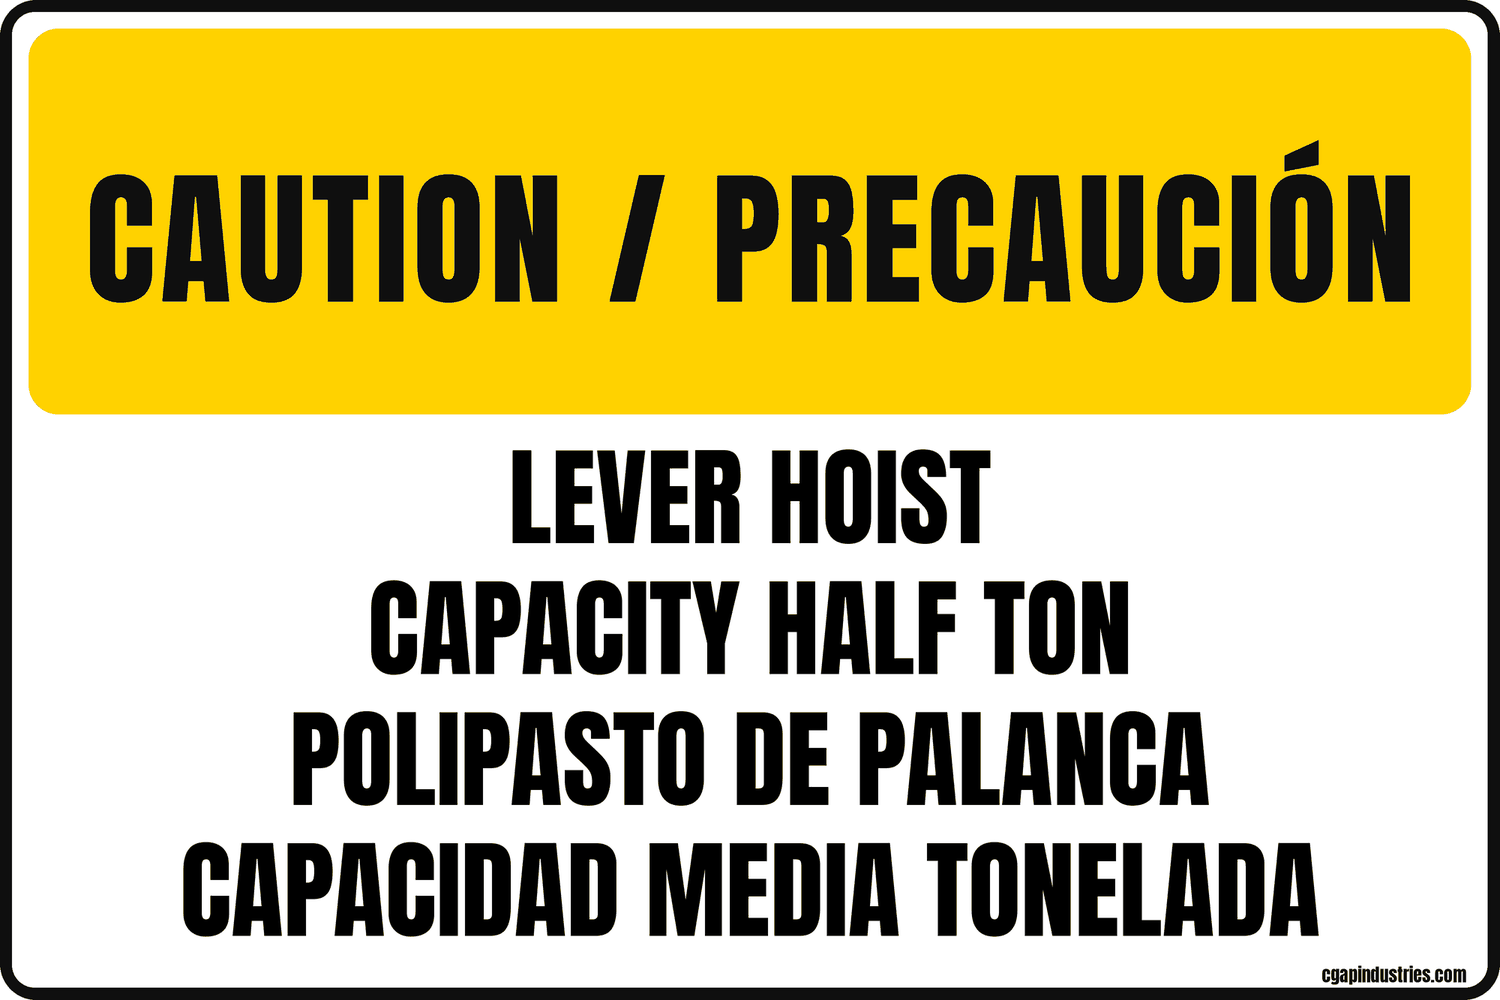 CAUTION / PRECAUCIÓN
LEVER HOIST
CAPACITY HALF TON
POLIPASTO DE PALANCA
CAPACIDAD MEDIA TONELADA
cgapindustries.com